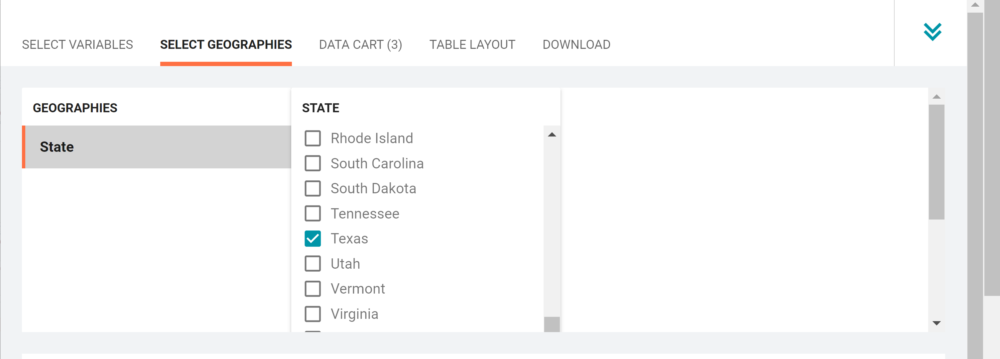 SELECT VARIABLES SELECT GEOGRAPHIES DATA CART (3) TABLE LAYOUT DOWNLOAD
GEOGRAPHIES
State
STATE
Rhode Island
South Carolina
South Dakota
Tennessee
Texas
Utah
Vermont
Virginia